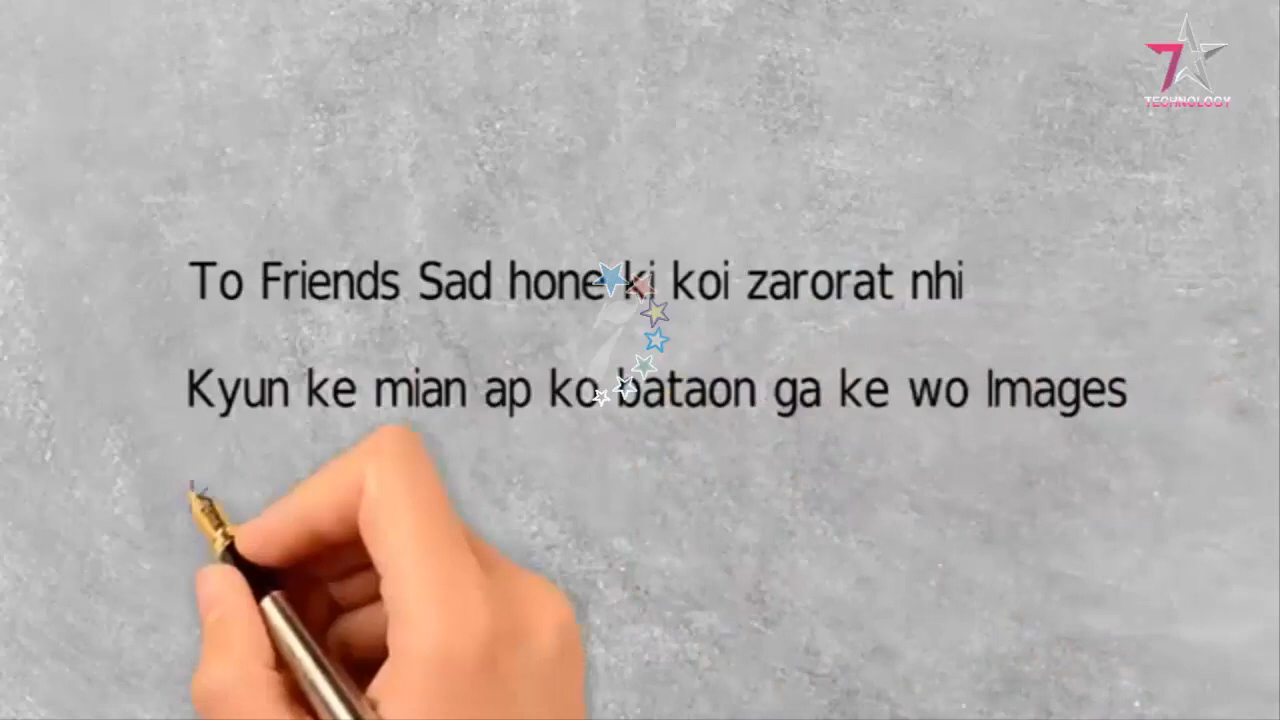 7
TECHNOLOGY
To Friends Sad hone ki koi zarorat nhi
Kyun ke mian ap ko bataon ga ke wo Images